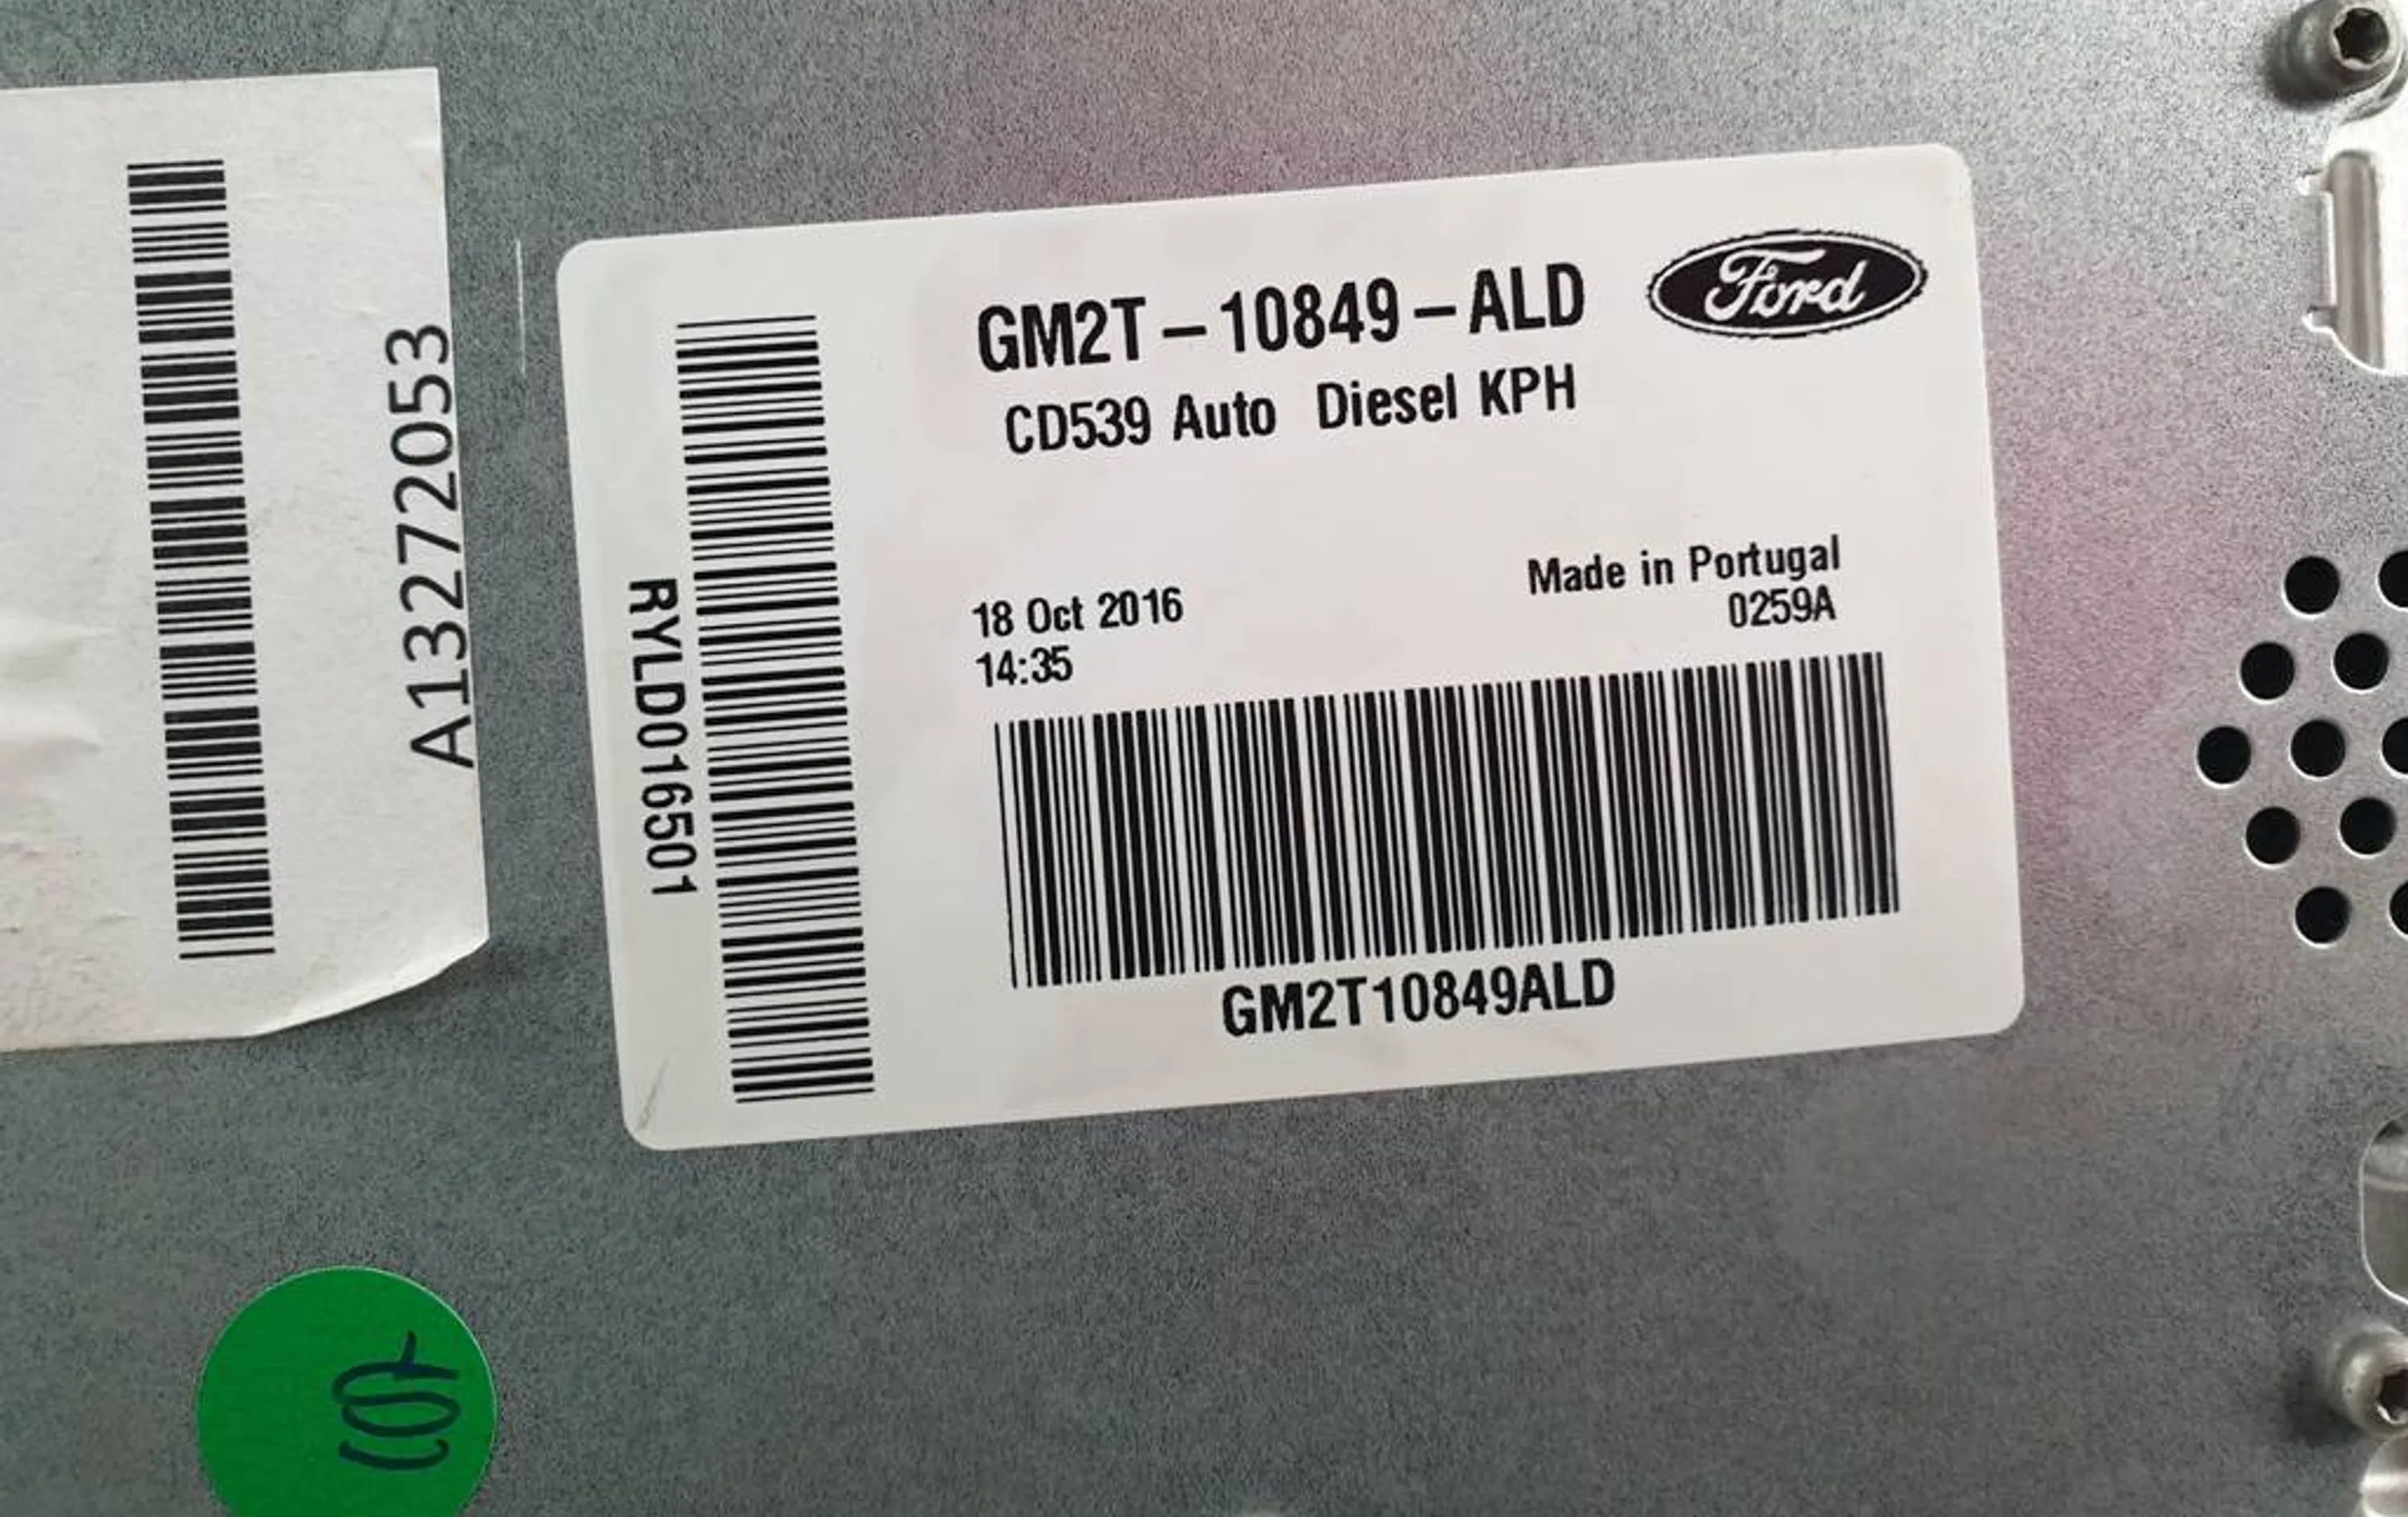 A13272053
RYLD016501
GM2T-10849-ALD
Ford
CD539 Auto Diesel KPH
18 Oct 2016
14:35
Made in Portugal
0259A
GM2T10849ALD